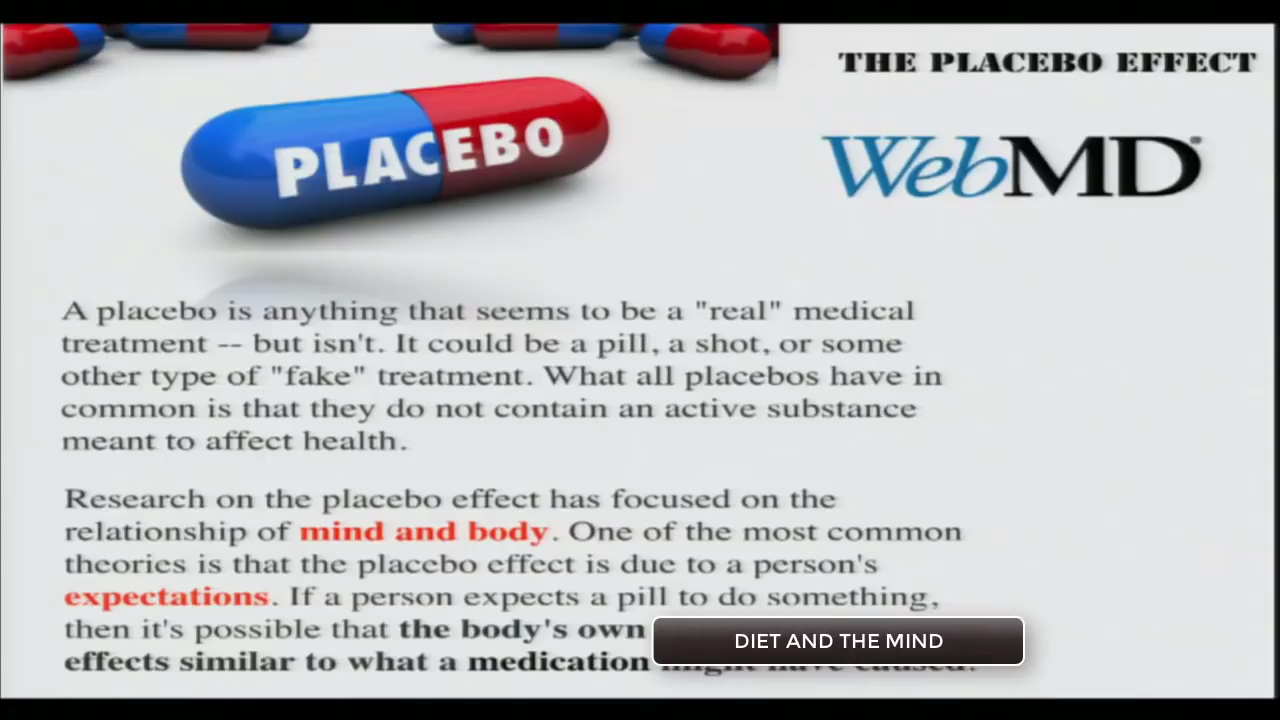 THE PLACEBO EFFECT
WebMD
PLACEBO
A placebo is anything that seems to be a "real" medical
treatment -- but isn't. It could be a pill, a shot, or some
other type of "fake" treatment. What all placebos have in
common is that they do not contain an active substance
meant to affect health.
Research on the placebo effect has focused on the
relationship of mind and body. One of the most common
theories is that the placebo effect is due to a person's
expectations. If a person expects a pill to do something,
then it's possible that the body's own
effects similar to what a medication might have caused.
DIET AND THE MIND